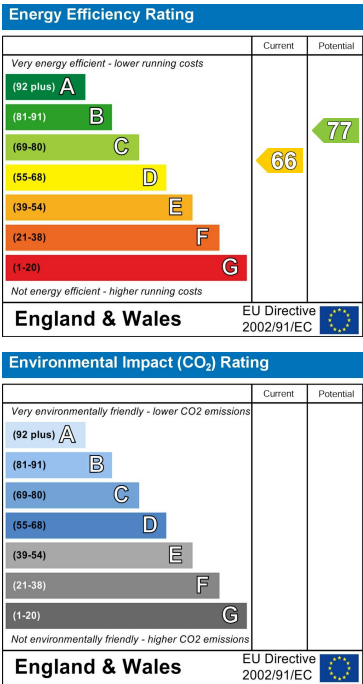 Energy Efficiency Rating
Current Potential
Very energy efficient - lower running costs
(92 plus) A
(81-91) B
(69-80) C
(55-68) D
(39-54) E
(21-38) F
(1-20) G
66
77
Not energy efficient - higher running costs
England & Wales
EU Directive
2002/91/EC
Environmental Impact (CO₂) Rating
Current Potential
Very environmentally friendly - lower CO2 emissions
(92 plus) A
(81-91) B
(69-80) C
(55-68) D
(39-54) E
(21-38) F
(1-20) G
Not environmentally friendly - higher CO2 emissions
England & Wales
EU Directive
2002/91/EC